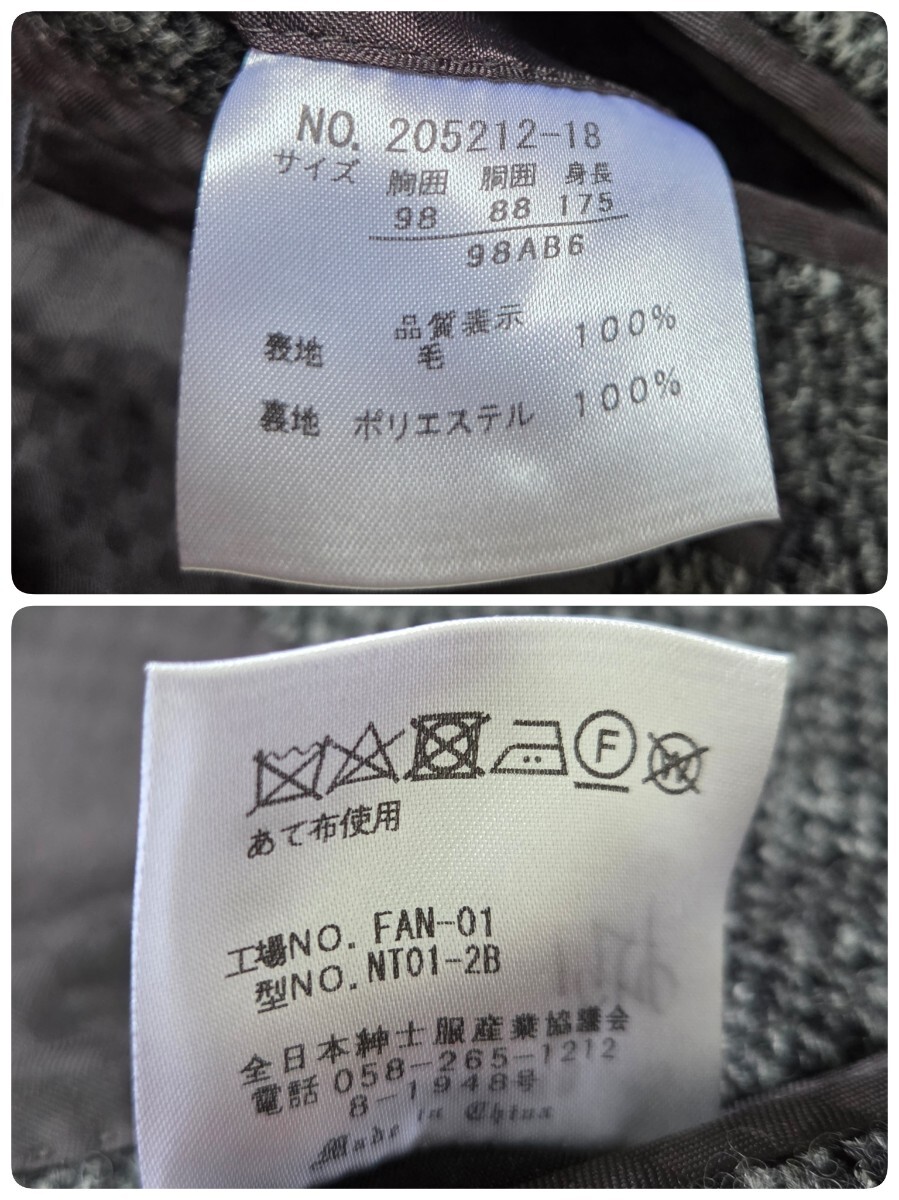 NO. 205212-18
サイズ 胸囲 胴囲 身長
98 88 175
98AB6
品質表示
表地 毛 100%
裏地 ポリエステル 100%
F
W
あて布使用
工場NO. FAN-01
型NO. NT01-2B
全日本紳士服産業協議会
電話 058-265-1212
8-1948号
Made in China